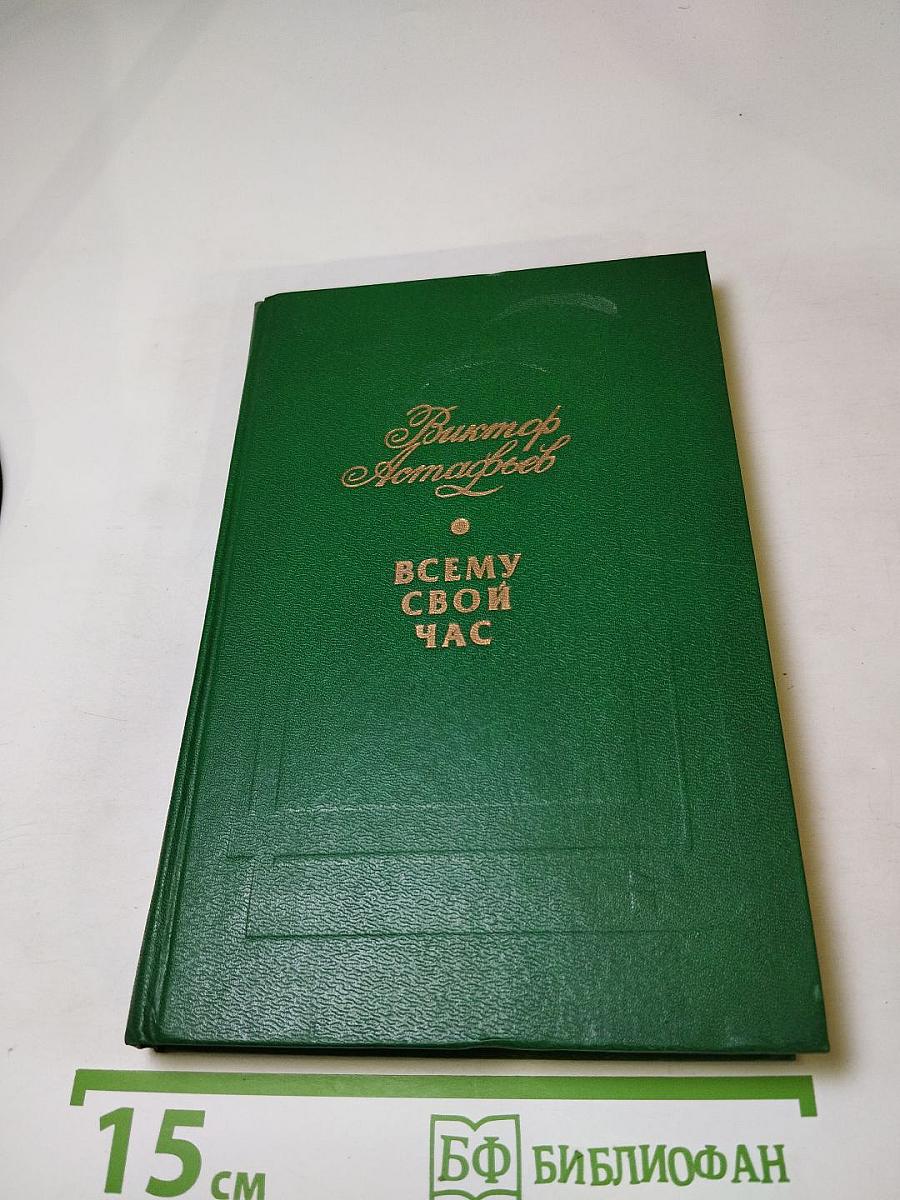 Виктор
Астафьев
ВСЕМУ
СВОЙ
ЧАС
15 см
БФ БИБЛИОФАН